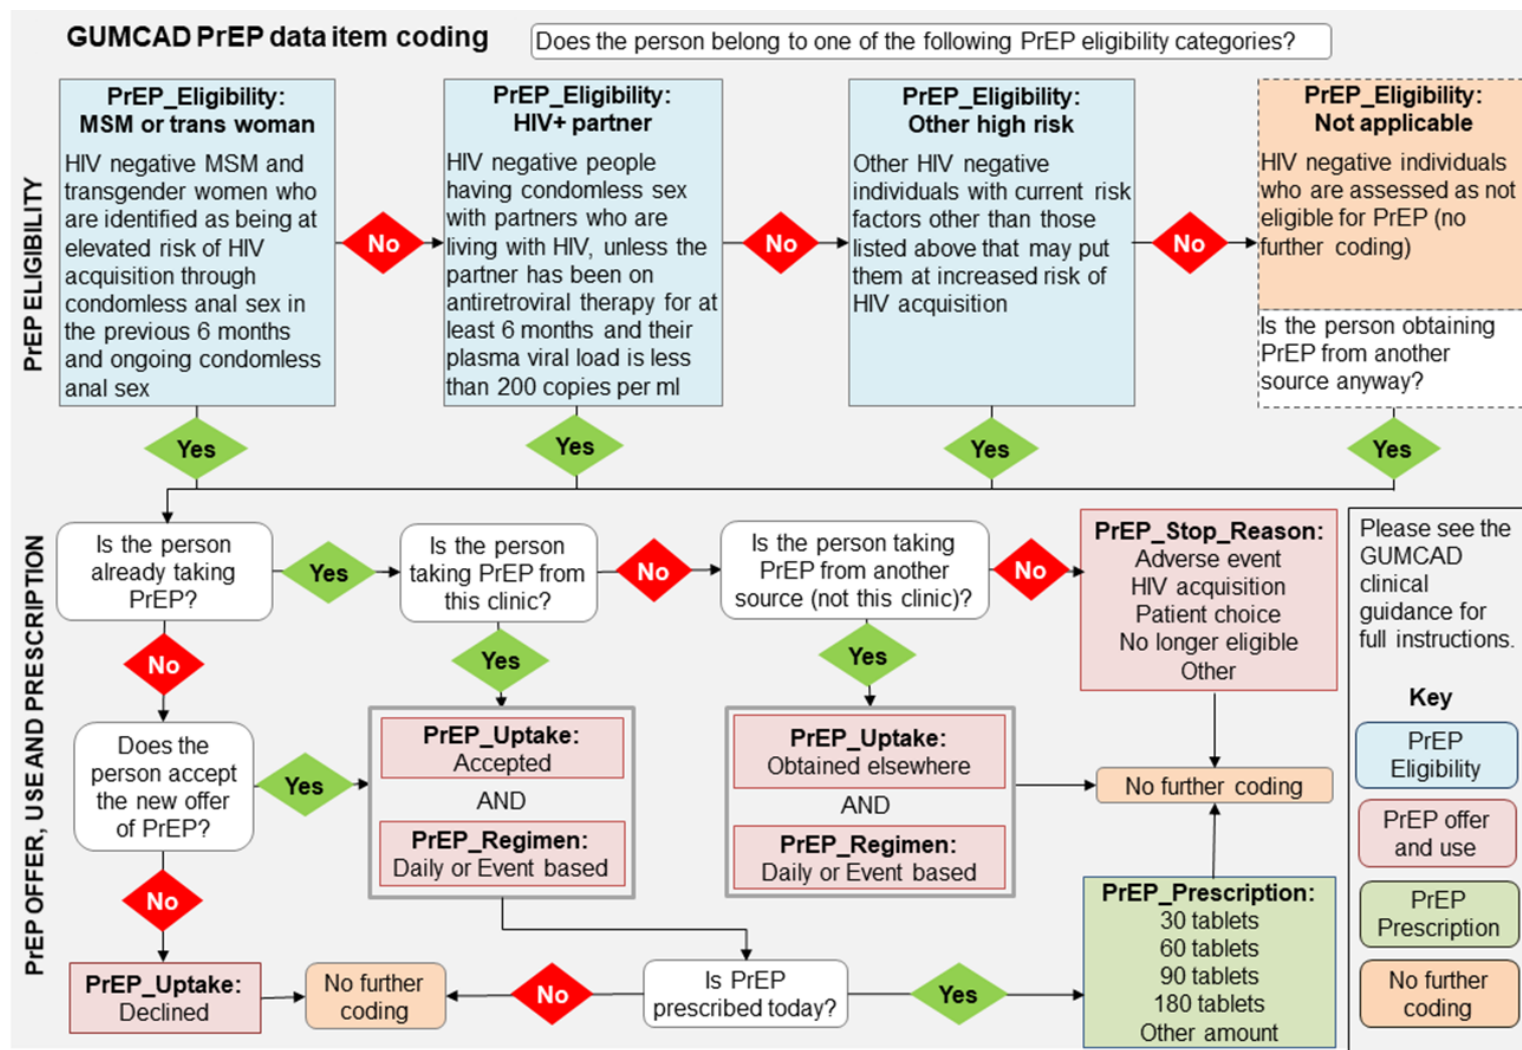 GUMCAD PrEP data item coding
Does the person belong to one of the following PrEP eligibility categories?
PrEP ELIGIBILITY
PrEP_Eligibility:
MSM or trans woman
HIV negative MSM and
transgender women who
are identified as being at
elevated risk of HIV
acquisition through
condomless anal sex in
the previous 6 months
and ongoing condomless
anal sex
No
PrEP_Eligibility:
HIV+ partner
HIV negative people
having condomless sex
with partners who are
living with HIV, unless the
partner has been on
antiretroviral therapy for at
least 6 months and their
plasma viral load is less
than 200 copies per ml
No
PrEP_Eligibility:
Other high risk
Other HIV negative
individuals with current risk
factors other than those
listed above that may put
them at increased risk of
HIV acquisition
No
PrEP_Eligibility:
Not applicable
HIV negative individuals
who are assessed as not
eligible for PrEP (no
further coding)
Is the person obtaining
PrEP from another
source anyway?
Yes
Yes
Yes
Yes
PrEP OFFER, USE AND PRESCRIPTION
Is the person
already taking
PrEP?
Yes
Is the person
taking PrEP from
this clinic?
No
Is the person taking
PrEP from another
source (not this clinic)?
No
PrEP_Stop_Reason:
Adverse event
HIV acquisition
Patient choice
No longer eligible
Other
No
Yes
Yes
Does the
person accept
the new offer
of PrEP?
Yes
PrEP_Uptake:
Accepted
AND
PrEP_Regimen:
Daily or Event based
PrEP_Uptake:
Obtained elsewhere
AND
PrEP_Regimen:
Daily or Event based
No further coding
No
PrEP_Uptake:
Declined
No further
coding
No
Is PrEP
prescribed today?
Yes
PrEP_Prescription:
30 tablets
60 tablets
90 tablets
180 tablets
Other amount
Please see the
GUMCAD
clinical
guidance for
full instructions.
Key
PrEP
Eligibility
PrEP offer
and use
PrEP
Prescription
No further
coding